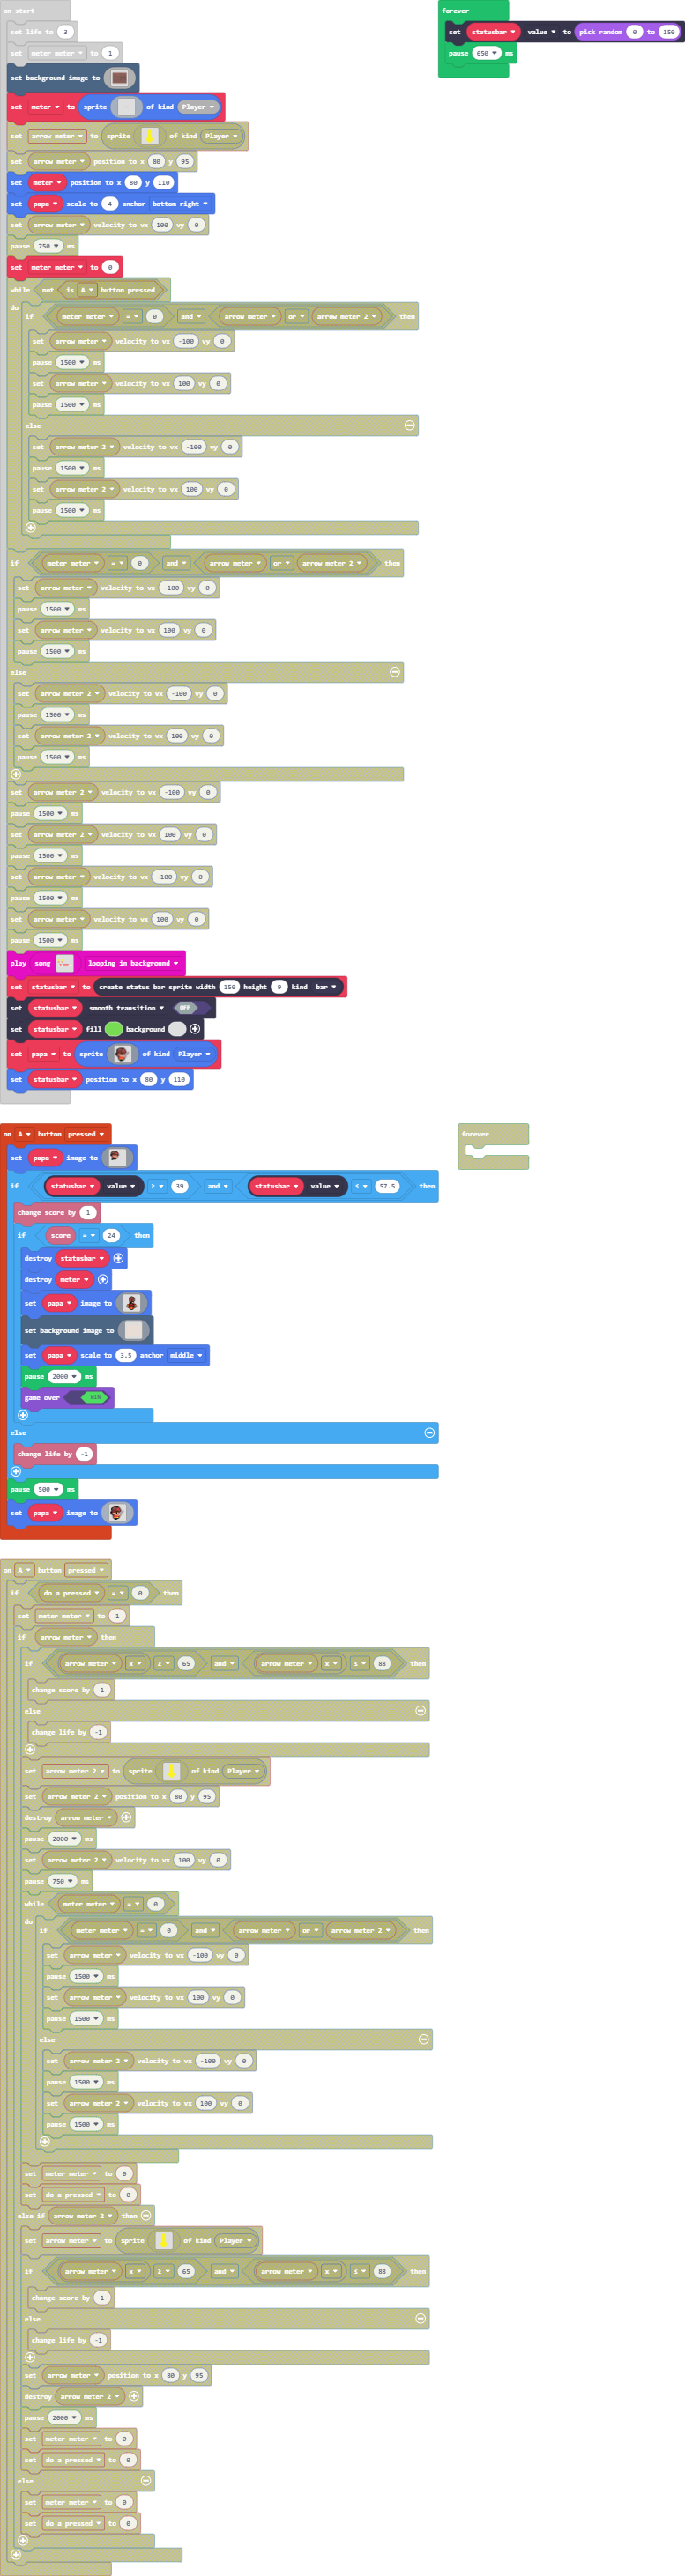 on start
set life to 3
set meter meter to 1
set background image to
set meter to sprite of kind Player
set arrow meter to sprite of kind Player
set arrow meter position to x 80 y 95
set meter position to x 80 y 110
set papa scale to 4 anchor bottom right
set arrow meter velocity to vx 100 vy 0
pause 750 ms
set meter meter to 0
while not is A button pressed
do
if meter meter = 0 and arrow meter or arrow meter 2 then
set arrow meter velocity to vx -100 vy 0
pause 1500 ms
set arrow meter velocity to vx 100 vy 0
pause 1500 ms
else
set arrow meter 2 velocity to vx -100 vy 0
pause 1500 ms
set arrow meter 2 velocity to vx 100 vy 0
pause 1500 ms
if meter meter = 0 and arrow meter or arrow meter 2 then
set arrow meter velocity to vx -100 vy 0
pause 1500 ms
set arrow meter velocity to vx 100 vy 0
pause 1500 ms
else
set arrow meter 2 velocity to vx -100 vy 0
pause 1500 ms
set arrow meter 2 velocity to vx 100 vy 0
pause 1500 ms
set arrow meter 2 velocity to vx -100 vy 0
pause 1500 ms
set arrow meter 2 velocity to vx 100 vy 0
pause 1500 ms
set arrow meter velocity to vx -100 vy 0
pause 1500 ms
set arrow meter velocity to vx 100 vy 0
pause 1500 ms
play song looping in background
set statusbar to create status bar sprite width 150 height 9 kind bar
set statusbar smooth transition OFF
set statusbar fill background
set papa to sprite of kind Player
set statusbar position to x 80 y 110
forever
set statusbar value to pick random 0 to 150
pause 650 ms
on A button pressed
set papa image to
if statusbar value ≥ 39 and statusbar value ≤ 57.5 then
change score by 1
if score = 24 then
destroy statusbar
destroy meter
set papa image to
set background image to
set papa scale to 3.5 anchor middle
pause 2000 ms
game over WIN
else
change life by -1
pause 500 ms
set papa image to
forever
on A button pressed
if do a pressed = 0 then
set meter meter to 1
if arrow meter then
if arrow meter x ≥ 65 and arrow meter x ≤ 88 then
change score by 1
else
change life by -1
set arrow meter 2 to sprite of kind Player
set arrow meter 2 position to x 80 y 95
destroy arrow meter
pause 2000 ms
set arrow meter 2 velocity to vx 100 vy 0
pause 750 ms
while meter meter = 0
do
if meter meter = 0 and arrow meter or arrow meter 2 then
set arrow meter velocity to vx -100 vy 0
pause 1500 ms
set arrow meter velocity to vx 100 vy 0
pause 1500 ms
else
set arrow meter 2 velocity to vx -100 vy 0
pause 1500 ms
set arrow meter 2 velocity to vx 100 vy 0
pause 1500 ms
set meter meter to 0
set do a pressed to 0
else if arrow meter 2 then
set arrow meter to sprite of kind Player
if arrow meter x ≥ 65 and arrow meter x ≤ 88 then
change score by 1
else
change life by -1
set arrow meter position to x 80 y 95
destroy arrow meter 2
pause 2000 ms
set meter meter to 0
set do a pressed to 0
else
set meter meter to 0
set do a pressed to 0